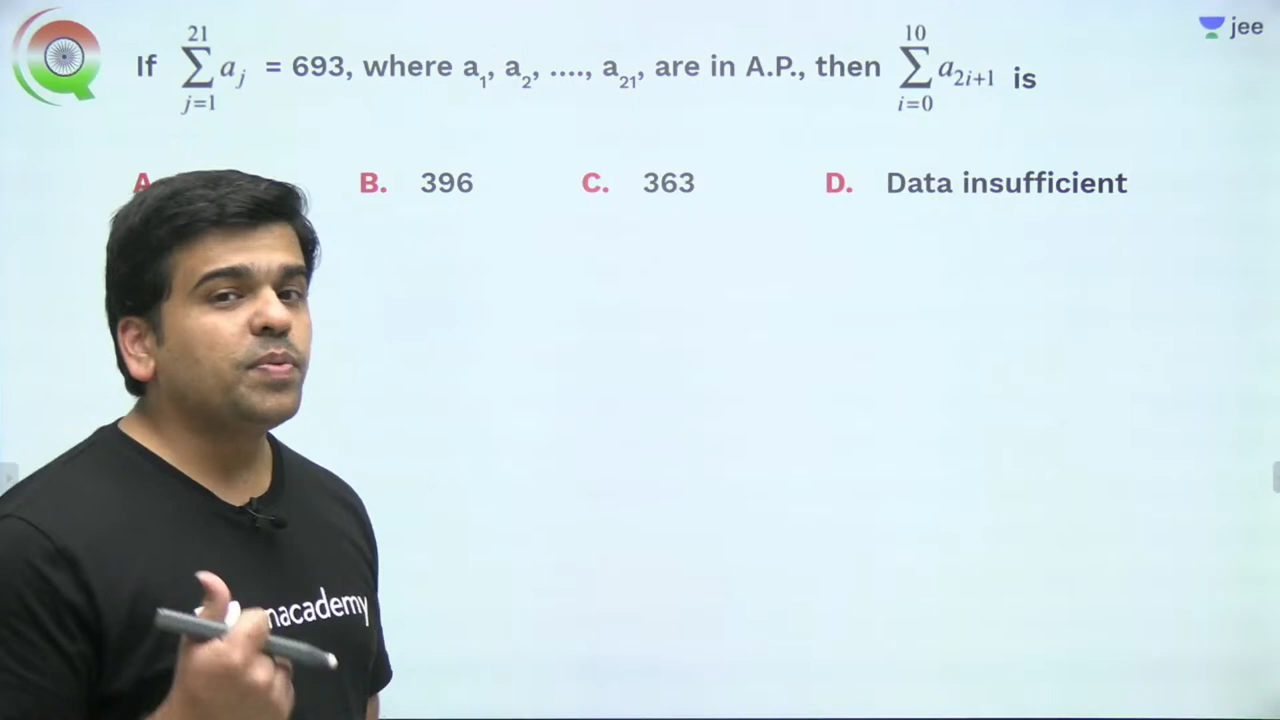 jee
If $\sum_{j=1}^{21} a_j$ = 693, where a₁, a₂, ...., a₂₁, are in A.P., then $\sum_{i=0}^{10} a_{2i+1}$ is
A. B. 396 C. 363 D. Data insufficient